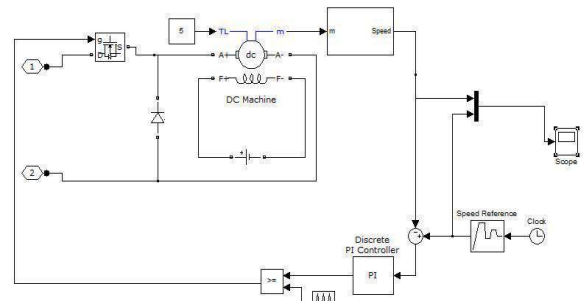 5
TL
m
m
Speed
g
D
S
1
A+
dc
A-
F+
F-
DC Machine
+
2
Scope
Speed Reference
Clock
-
+
Discrete
PI Controller
PI
>=